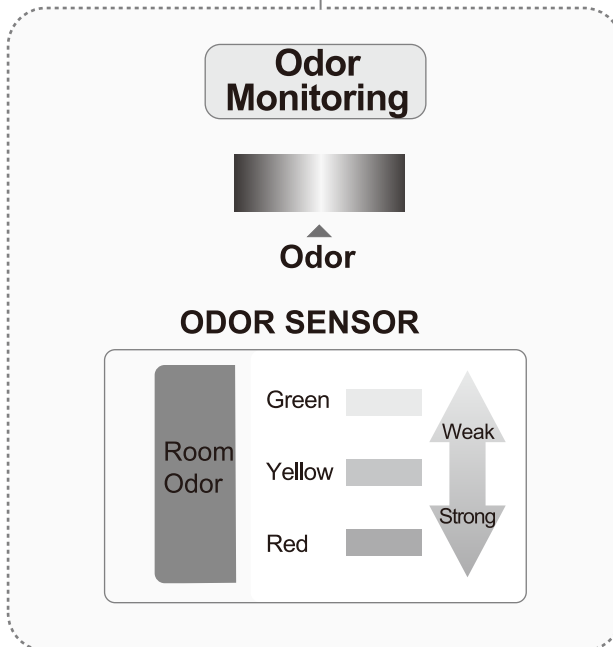 Odor
Monitoring
Odor
ODOR SENSOR
Room
Odor
Green
Yellow
Red
Weak
Strong